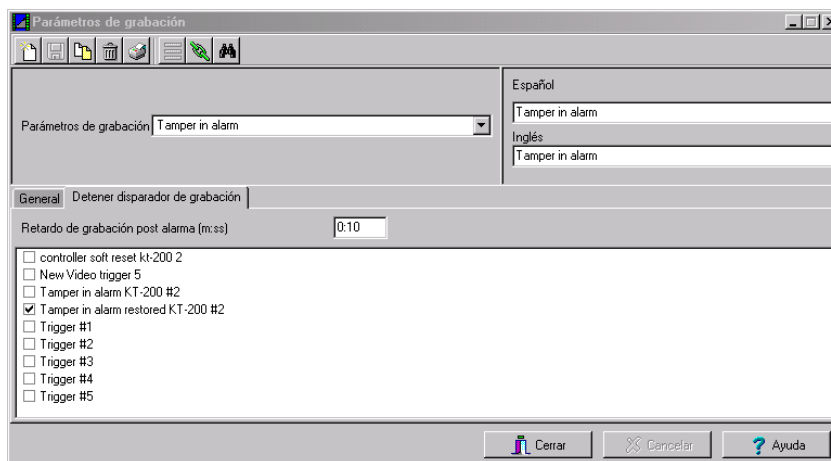 Parámetros de grabación
Español
Parámetros de grabación Tamper in alarm
Tamper in alarm
Inglés
Tamper in alarm
General Detener disparador de grabación
Retardo de grabación post alarma (m:ss) 0:10
controller soft reset kt-200 2
New Video trigger 5
Tamper in alarm KT-200 #2
Tamper in alarm restored KT-200 #2
Trigger #1
Trigger #2
Trigger #3
Trigger #4
Trigger #5
Cerrar Cancelar ? Ayuda